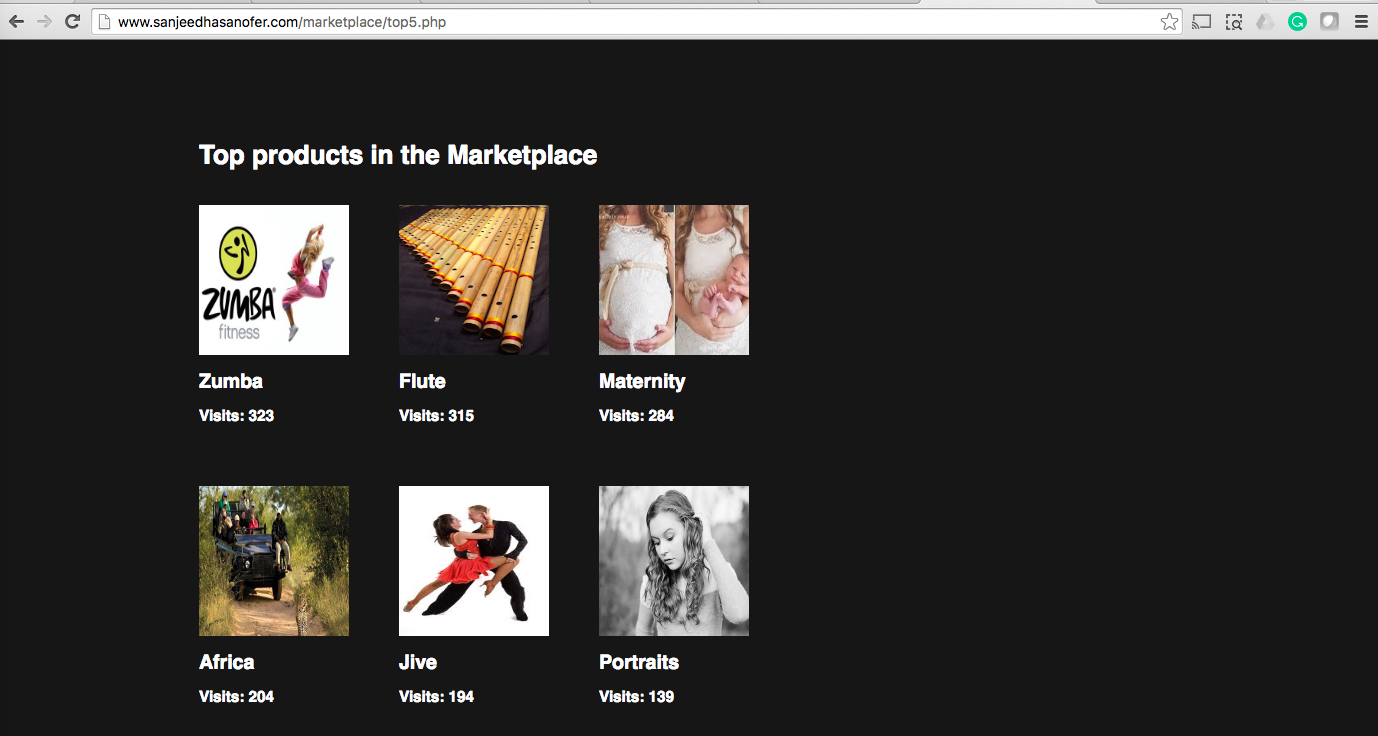 www.sanjeedhasanofer.com/marketplace/top5.php
Top products in the Marketplace
ZUMBA®
fitness
Zumba
Flute
Maternity
Visits: 323
Visits: 315
Visits: 284
Africa
Jive
Portraits
Visits: 204
Visits: 194
Visits: 139